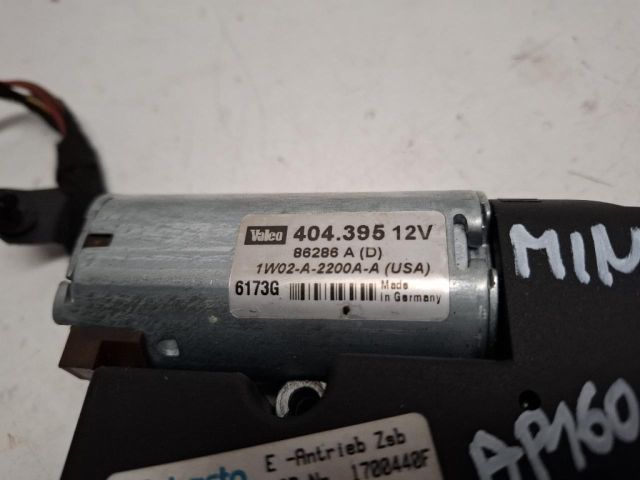 Valeo 404.395 12V
86286 A (D)
1W02-A-2200A-A (USA)
6173G Made in Germany
MIN
AP160
E -Antrieb Zsb
1700440F